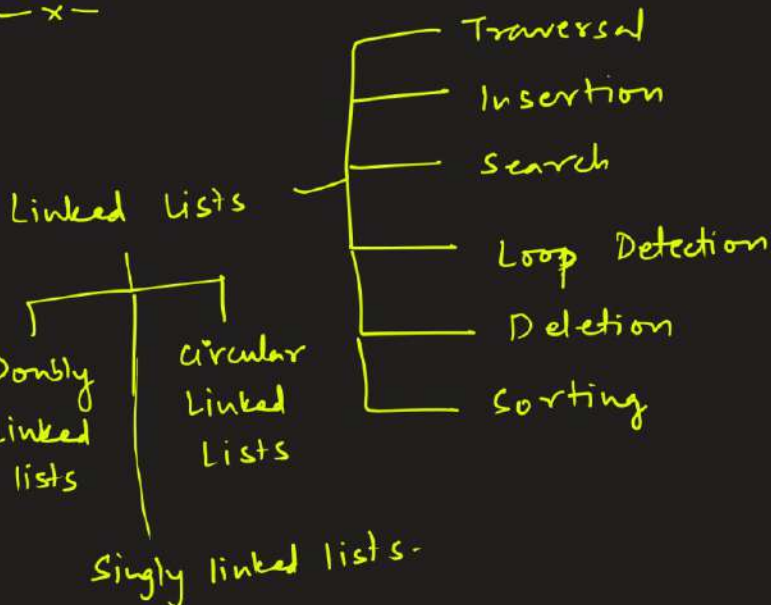 — x —
Traversal
Insertion
Search
Linked Lists
Loop Detection
Deletion
Sorting
Doubly
Linked
lists
Circular
Linked
Lists
Singly linked lists.